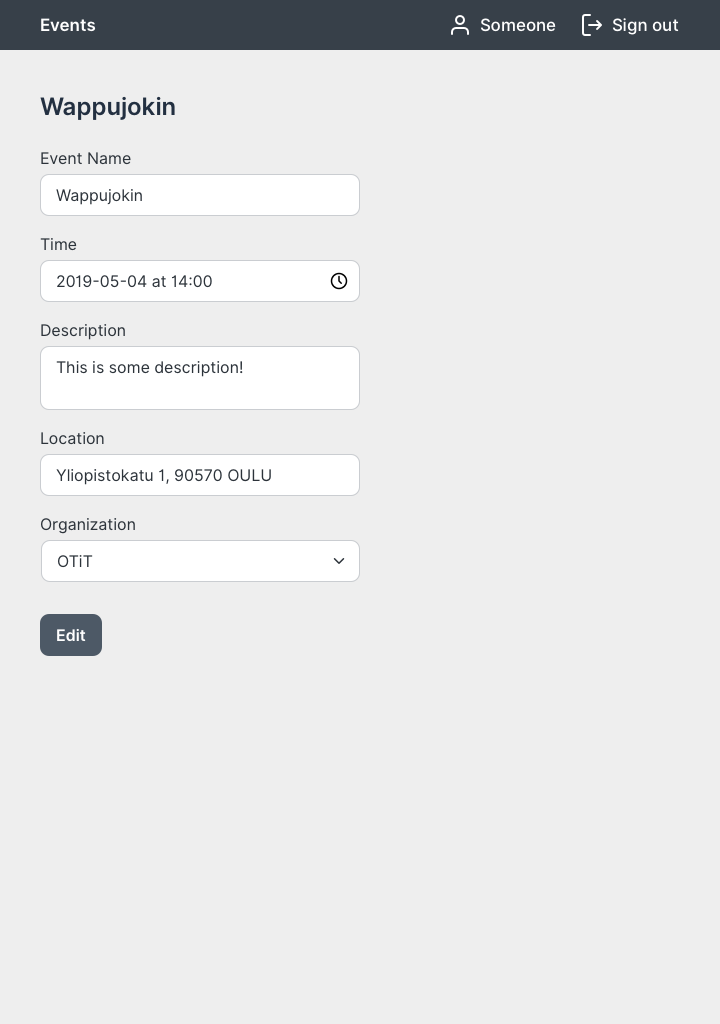 Events
Someone
Sign out
Wappujokin
Event Name
Wappujokin
Time
2019-05-04 at 14:00
Description
This is some description!
Location
Yliopistokatu 1, 90570 OULU
Organization
OTiT
Edit